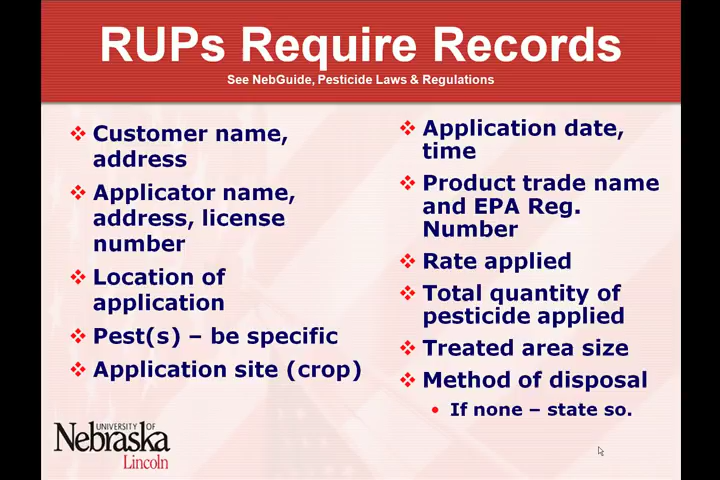 RUPs Require Records
See NebGuide, Pesticide Laws & Regulations
Customer name,
address
Applicator name,
address, license
number
Location of
application
Pest(s) – be specific
Application site (crop)
Application date,
time
Product trade name
and EPA Reg.
Number
Rate applied
Total quantity of
pesticide applied
Treated area size
Method of disposal
If none – state so.
UNIVERSITY OF
Nebraska
Lincoln